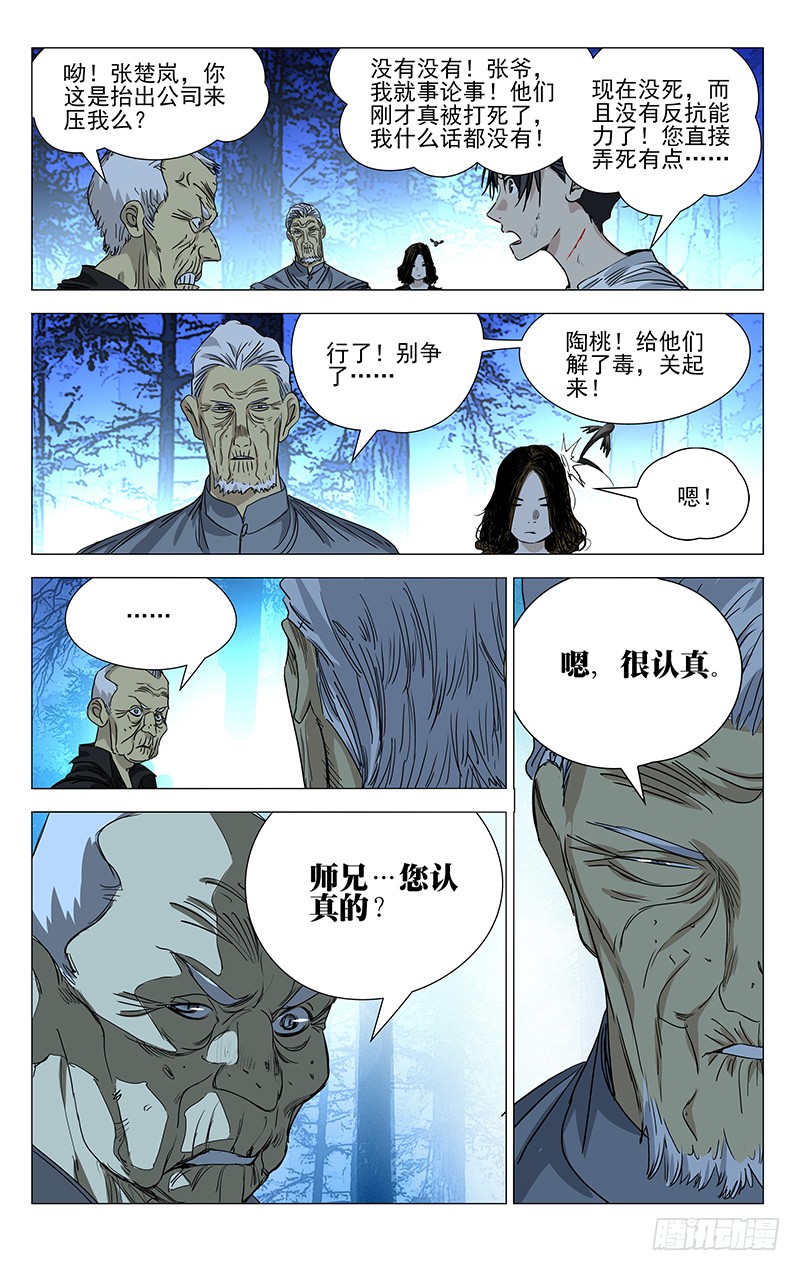 呦！张楚岚，你
这是抬出公司来
压我么？
没有没有！张爷，
我就事论事！他们
刚才真被打死了，
我什么话都没有！
现在没死，而
且没有反抗能
力了！您直接
弄死有点……
行了！别争
了……
陶桃！给他们
解了毒，关起
来！
嗯！
……
师兄…您认
真的？
嗯，很认真。
腾讯动漫